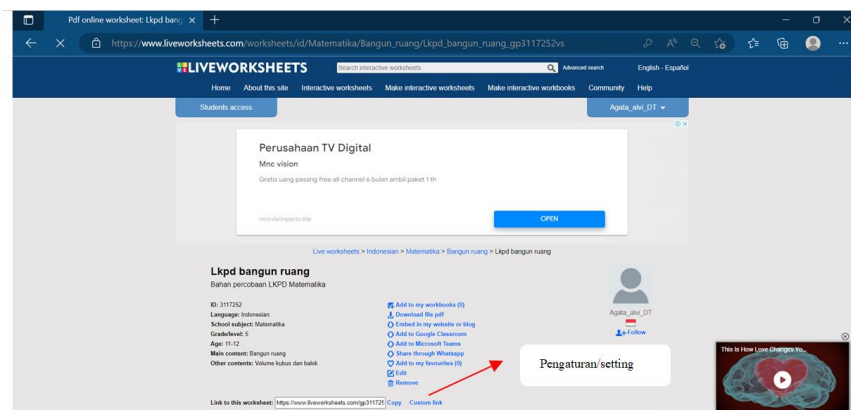 Pdf online worksheet: Lkpd bang
https://www.liveworksheets.com/worksheets/id/Matematika/Bangun_ruang/Lkpd_bangun_ruang_gp3117252vs
LIVEWORKSHEETS
Search interactive worksheets
Advanced search
English - Español
Home About this site Interactive worksheets Make interactive worksheets Make interactive workbooks Community Help
Students access
Agata_alvi_DT
Perusahaan TV Digital
Mnc vision
Gratis uang pasang free all channel 6 bulan ambil paket 1 th
mncvisionpaytv.site
OPEN
Live worksheets > Indonesian > Matematika > Bangun ruang > Lkpd bangun ruang
Lkpd bangun ruang
Bahan percobaan LKPD Matematika
ID: 3117252
Language: Indonesian
School subject: Matematika
Grade/level: 5
Age: 11-12
Main content: Bangun ruang
Other contents: Volume kubus dan balok
Add to my workbooks (0)
Download file pdf
Embed in my website or blog
Add to Google Classroom
Add to Microsoft Teams
Share through Whatsapp
Add to my favourites (0)
Edit
Remove
Agata_alvi_DT
Follow
Pengaturan/setting
This Is How Love Changes Yo...
Link to this worksheet: https://www.liveworksheets.com/gp311725 Copy Custom link